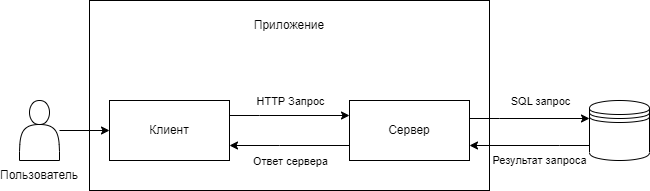 Приложение
HTTP Запрос
SQL запрос
Клиент
Сервер
Ответ сервера
Результат запроса
Пользователь